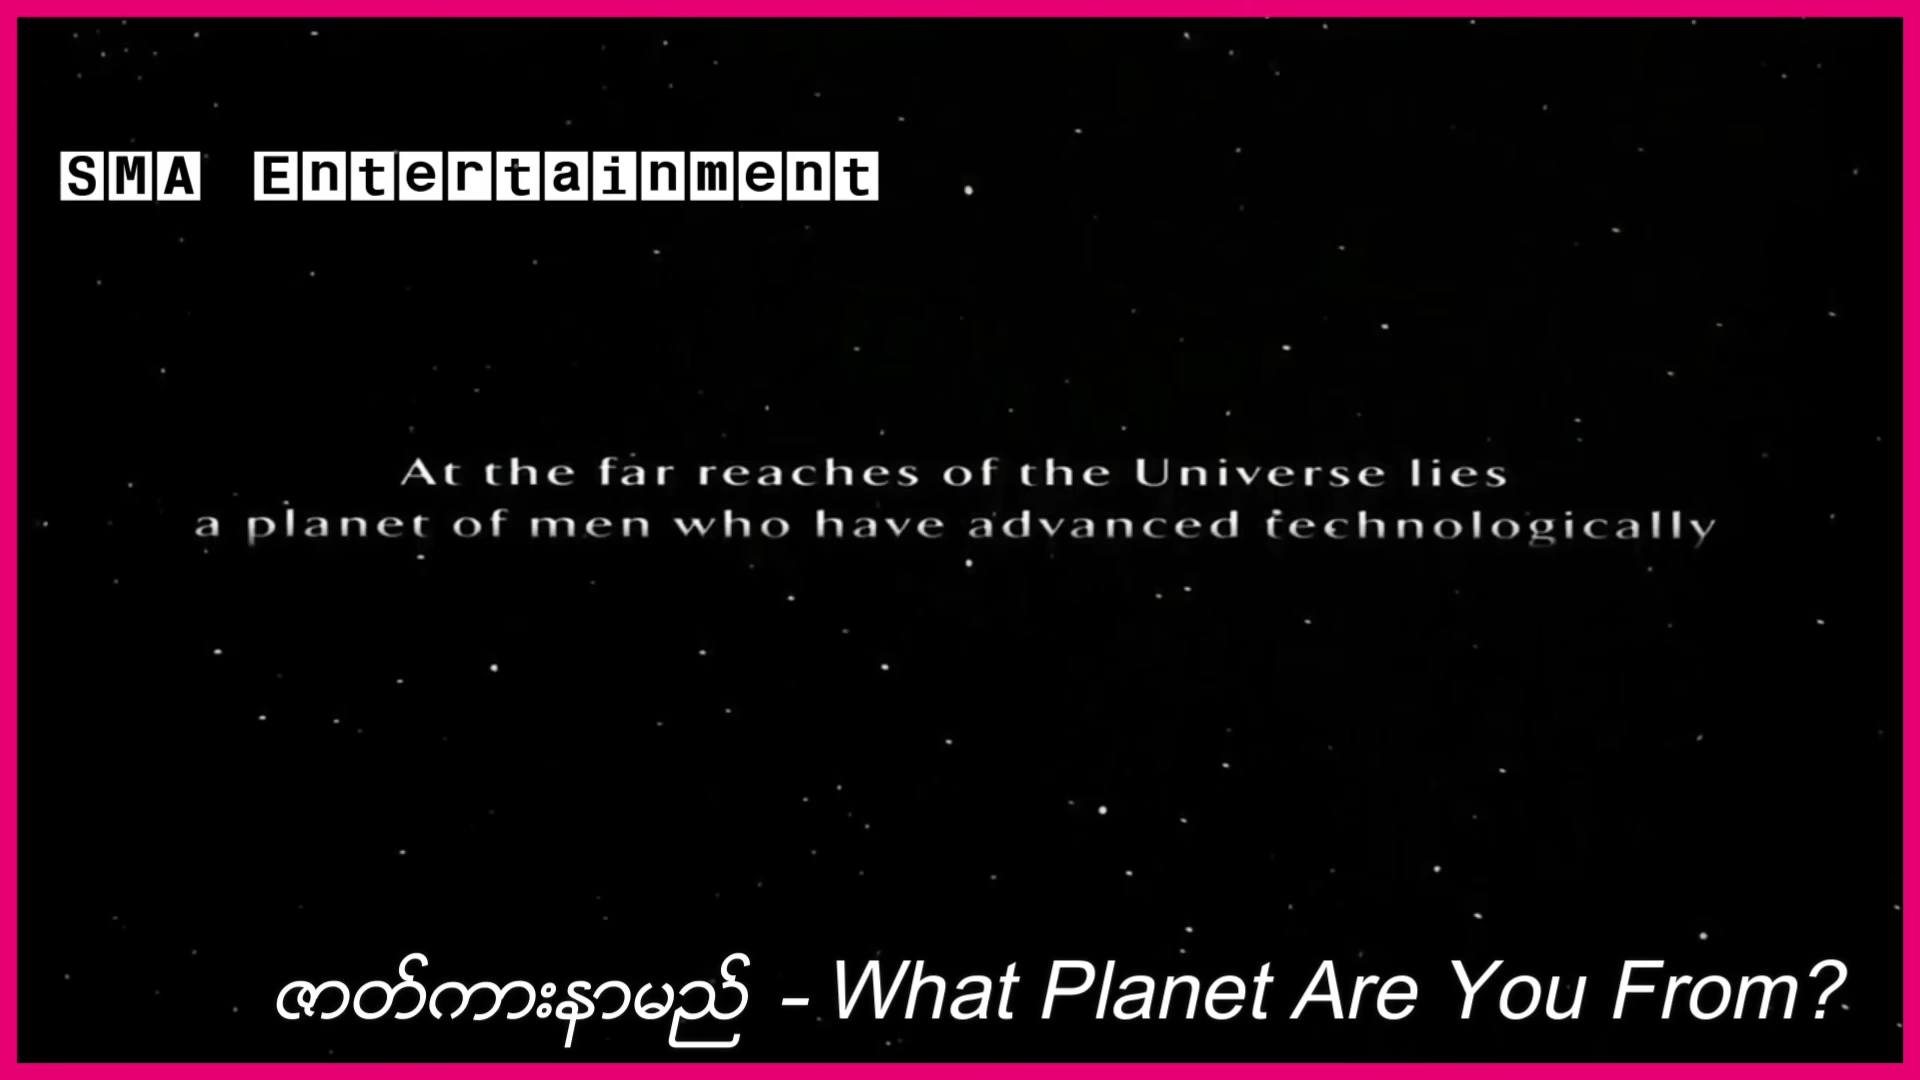 SMA Entertainment
At the far reaches of the Universe lies
a planet of men who have advanced technologically
ဇာတ်ကားနာမည် - What Planet Are You From?